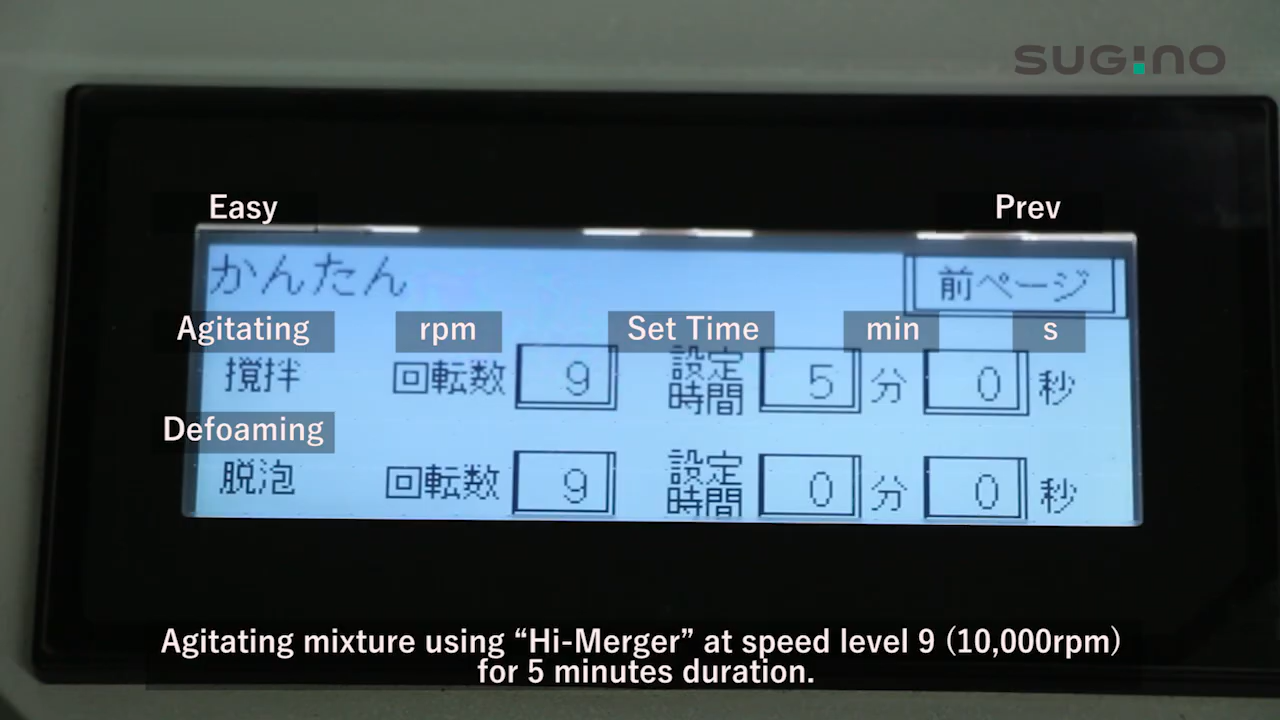 SUGINO
Easy Prev
かんたん 前ページ
Agitating rpm Set Time min s
撹拌 回転数 9 設定時間 5 分 0 秒
Defoaming
脱泡 回転数 9 設定時間 0 分 0 秒
Agitating mixture using “Hi-Merger” at speed level 9 (10,000rpm)
for 5 minutes duration.